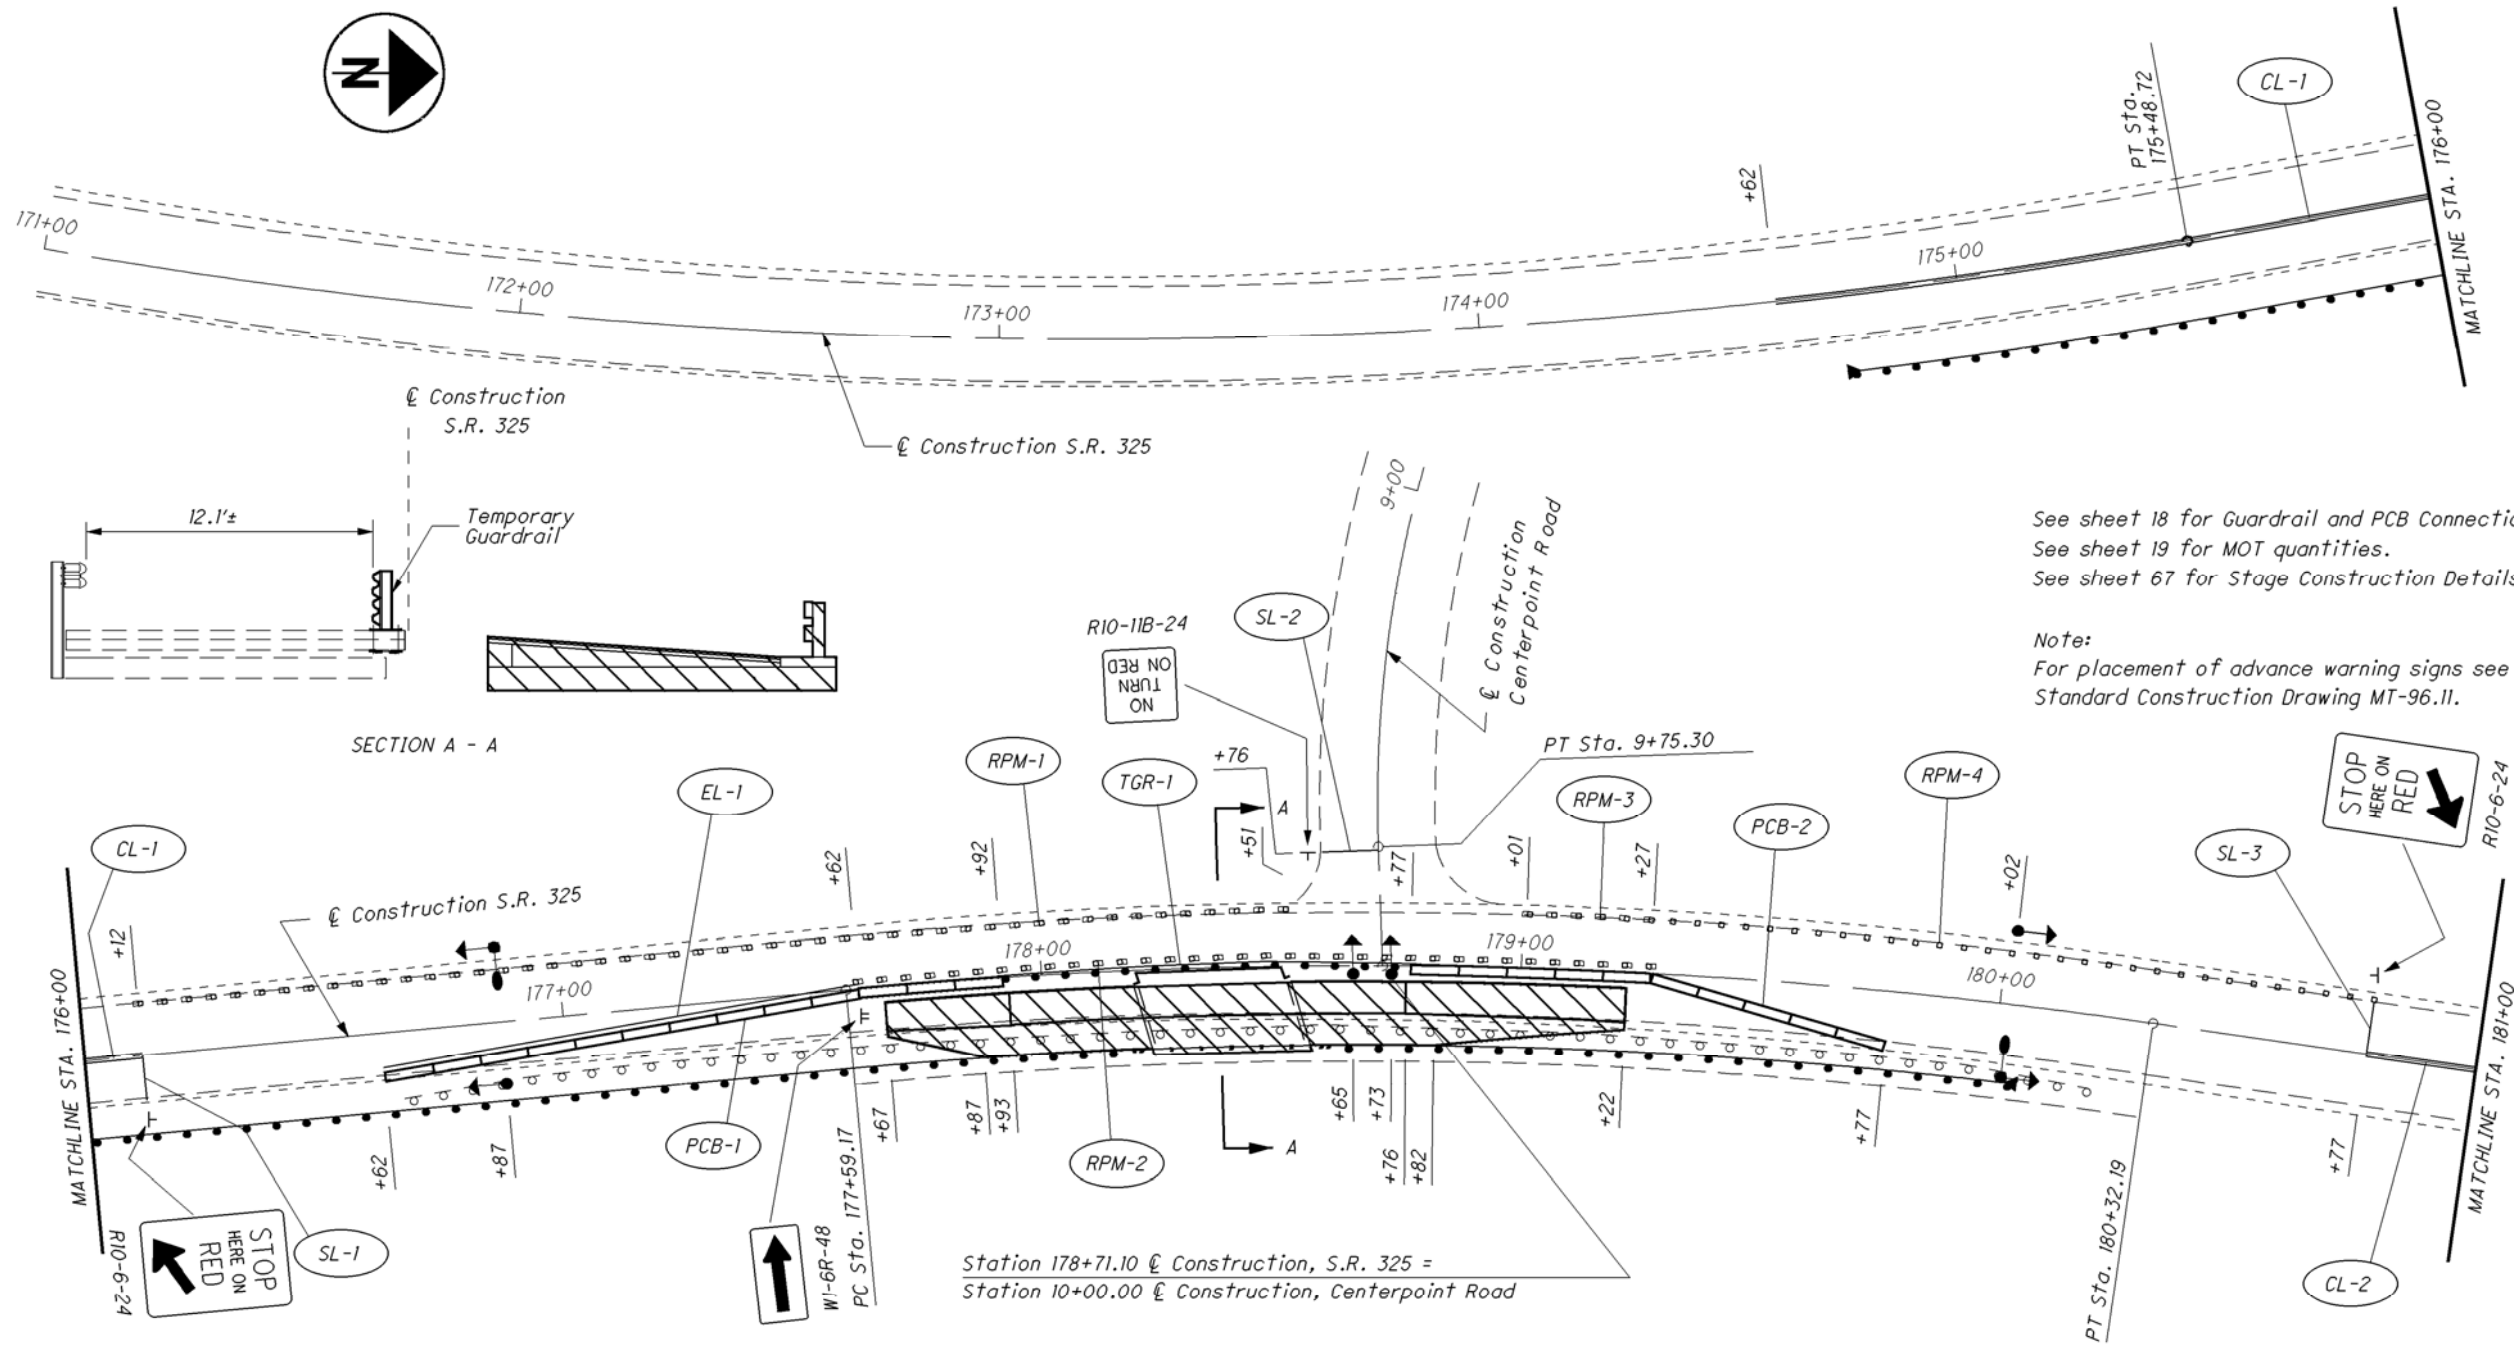 N
171+00
172+00
173+00
174+00
175+00
+62
PT Sta.
175+48.72
CL-1
MATCHLINE STA. 176+00
℄ Construction S.R. 325
℄ Construction
S.R. 325
12.1'±
Temporary
Guardrail
SECTION A - A
9+00
℄ Construction
Centerpoint Road
SL-2
R10-11B-24
NO
TURN
ON RED
See sheet 18 for Guardrail and PCB
See sheet 19 for MOT quantities.
See sheet 67 for Stage Construction Details
Note:
For placement of advance warning signs see
Standard Construction Drawing MT-96.11.
PT Sta. 9+75.30
+76
A
+51
+77
RPM-1
TGR-1
EL-1
RPM-3
RPM-4
PCB-2
+01
+27
+02
SL-3
STOP
HERE ON
RED
R10-6-24
CL-1
MATCHLINE STA. 176+00
+12
℄ Construction S.R. 325
+62
+92
177+00
178+00
179+00
180+00
MATCHLINE STA. 181+00
+62
+87
PCB-1
+67
+87
+93
RPM-2
A
+65
+73
+76
+82
+22
+77
+77
STOP
HERE ON
RED
R10-6-24
SL-1
W1-6R-48
PC Sta. 177+59.17
Station 178+71.10 ℄ Construction, S.R. 325 =
Station 10+00.00 ℄ Construction, Centerpoint Road
PT Sta. 180+32.19
CL-2